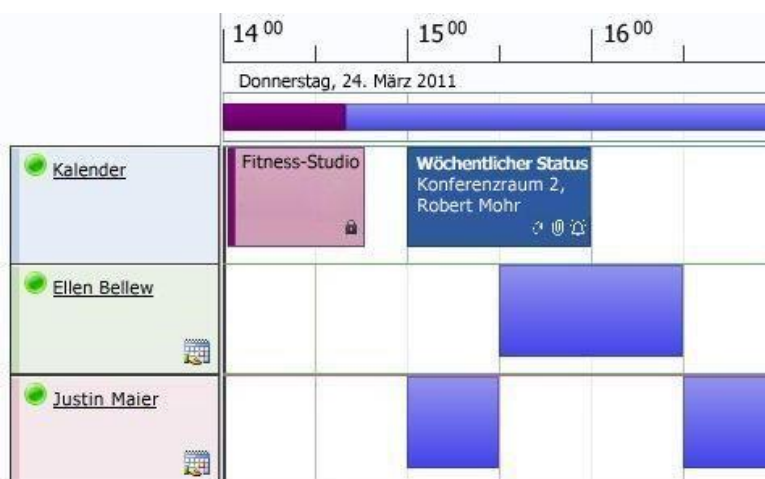 14 00 15 00 16 00
Donnerstag, 24. März 2011
Kalender
Fitness-Studio
Wöchentlicher Status
Konferenzraum 2,
Robert Mohr
Ellen Bellew
Justin Maier